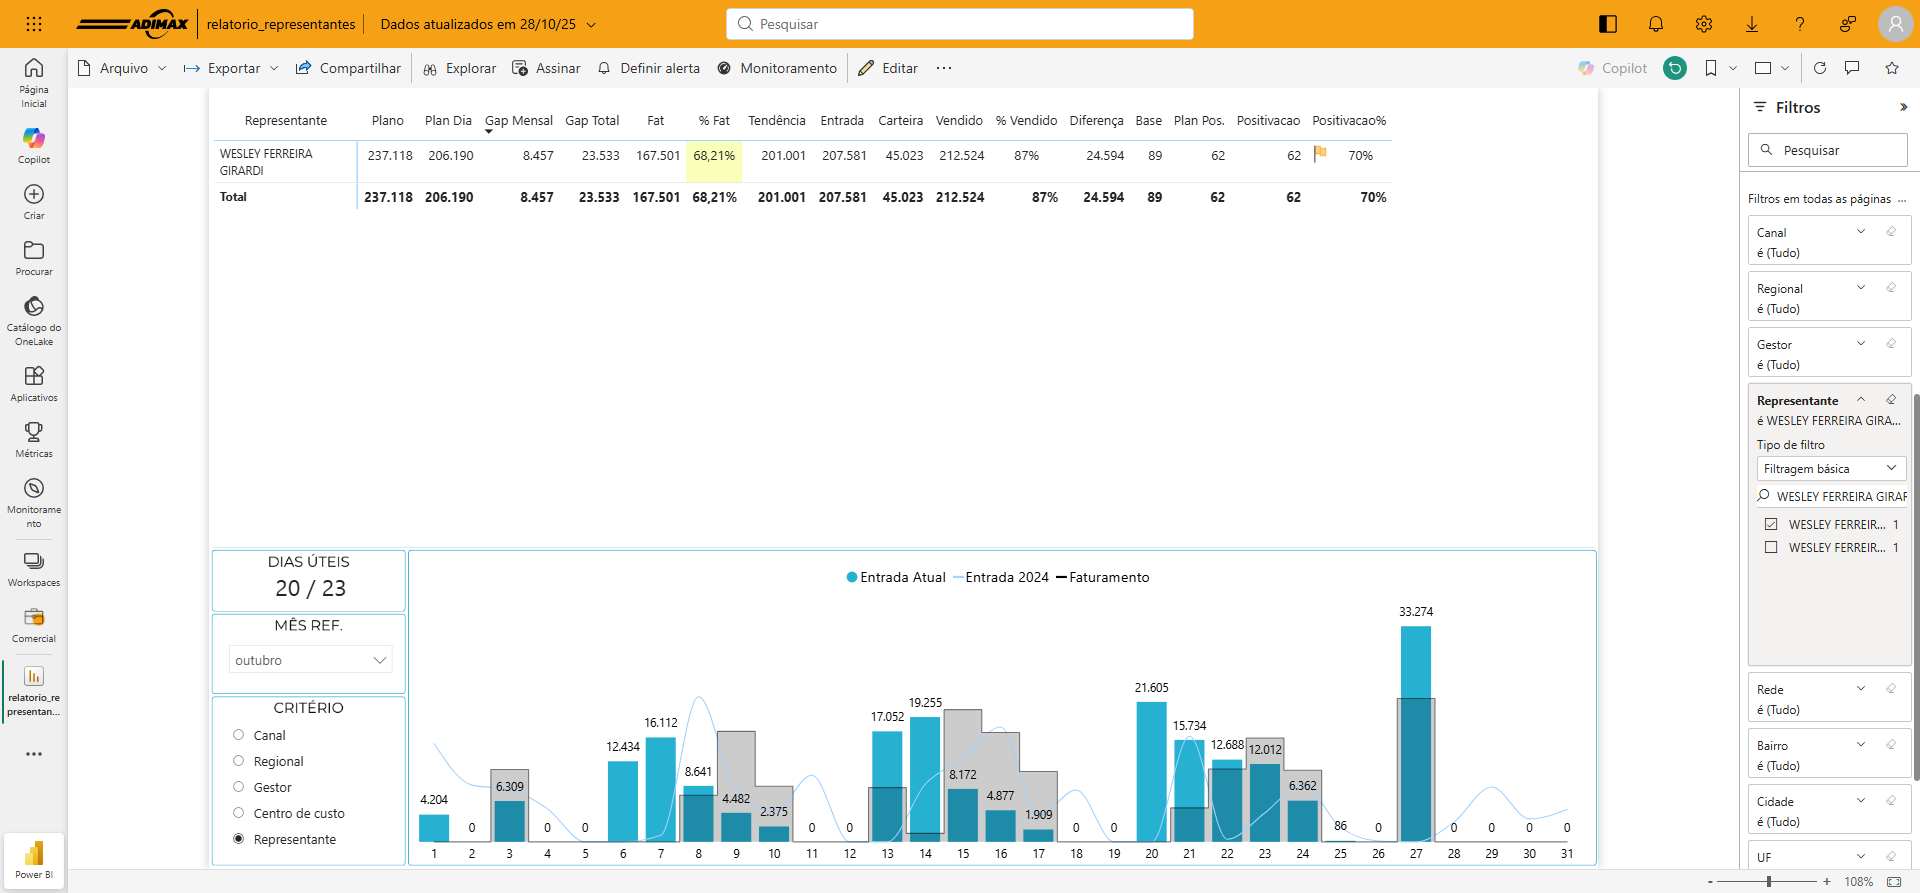 ADIMAX
relatorio_representantes
Dados atualizados em 28/10/25
Pesquisar
Arquivo
Exportar
Compartilhar
Explorar
Assinar
Definir alerta
Monitoramento
Editar
Copilot
Página
Inicial
Copilot
Criar
Procurar
Catálogo do
OneLake
Aplicativos
Métricas
Monitorame
nto
Workspaces
Comercial
relatorio_re
presentan...
Power BI
Representante Plano Plan Dia Gap Mensal Gap Total Fat % Fat Tendência Entrada Carteira Vendido % Vendido Diferença Base Plan Pos. Positivacao Positivacao%
WESLEY FERREIRA
GIRARDI
237.118 206.190 8.457 23.533 167.501 68,21% 201.001 207.581 45.023 212.524 87% 24.594 89 62 62 70%
Total 237.118 206.190 8.457 23.533 167.501 68,21% 201.001 207.581 45.023 212.524 87% 24.594 89 62 62 70%
DIAS ÚTEIS
20 / 23
MÊS REF.
outubro
CRITÉRIO
Canal
Regional
Gestor
Centro de custo
Representante
Entrada Atual Entrada 2024 Faturamento
4.204 0 6.309 0 0 12.434 16.112 8.641 4.482 2.375 0 0 17.052 19.255 8.172 4.877 1.909 0 0 21.605 15.734 12.688 12.012 6.362 86 0 33.274 0 0 0 0
1 2 3 4 5 6 7 8 9 10 11 12 13 14 15 16 17 18 19 20 21 22 23 24 25 26 27 28 29 30 31
Filtros
Pesquisar
Filtros em todas as páginas ...
Canal
é (Tudo)
Regional
é (Tudo)
Gestor
é (Tudo)
Representante
é WESLEY FERREIRA GIRA...
Tipo de filtro
Filtragem básica
WESLEY FERREIRA GIRAR
WESLEY FERREIR... 1
WESLEY FERREIR... 1
Rede
é (Tudo)
Bairro
é (Tudo)
Cidade
é (Tudo)
UF
- + 108%